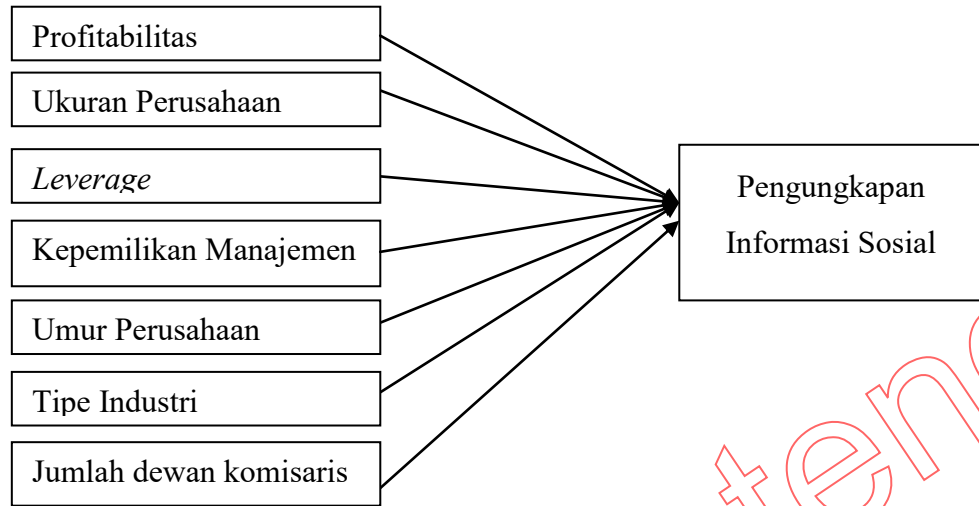 Profitabilitas
Ukuran Perusahaan
Leverage
Kepemilikan Manajemen
Umur Perusahaan
Tipe Industri
Jumlah dewan komisaris
Pengungkapan
Informasi Sosial